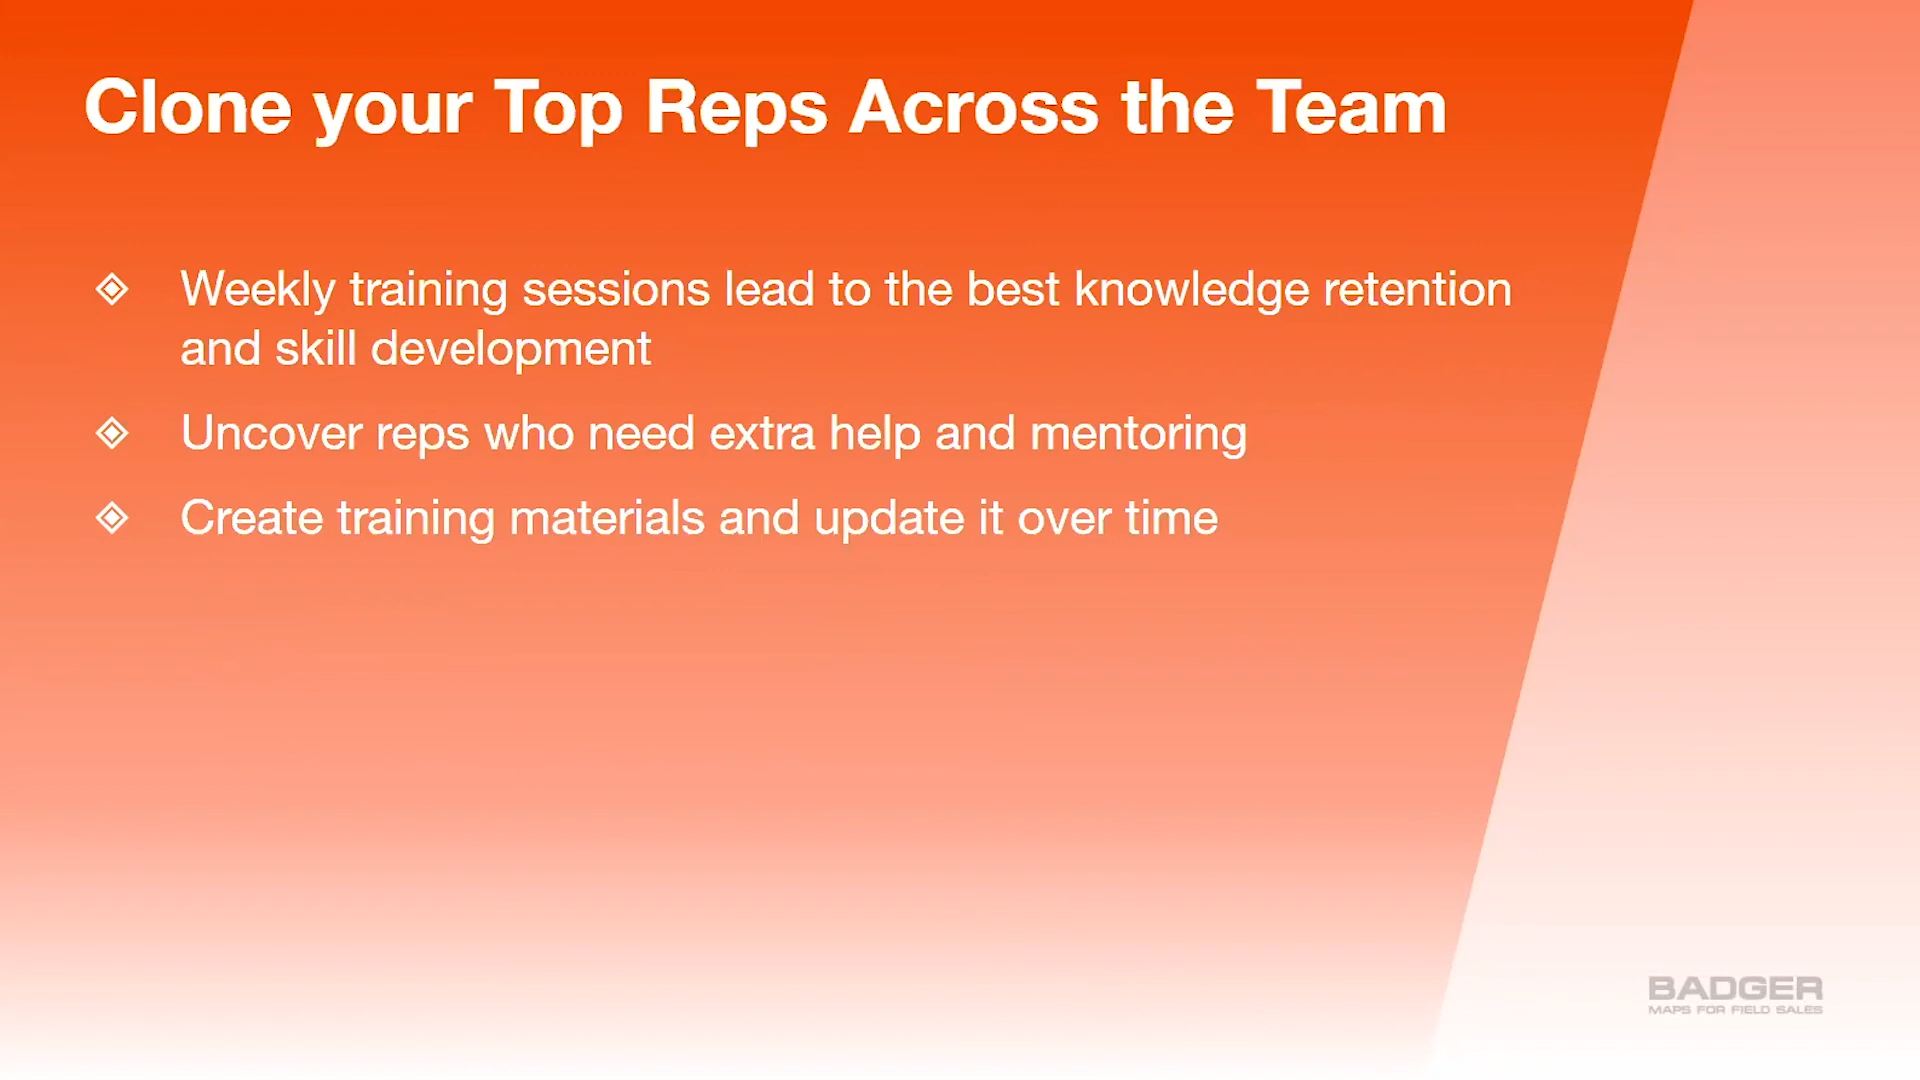 Clone your Top Reps Across the Team
Weekly training sessions lead to the best knowledge retention
and skill development
Uncover reps who need extra help and mentoring
Create training materials and update it over time
BADGER
MAPS FOR FIELD SALES